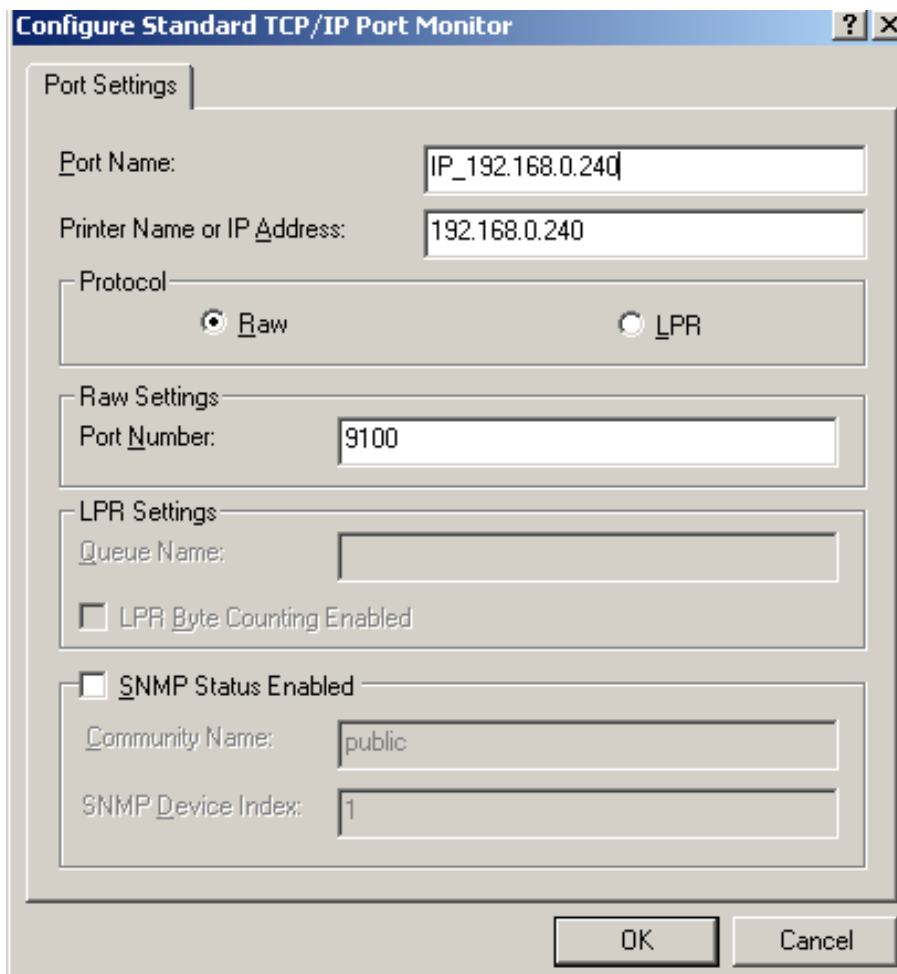 Configure Standard TCP/IP Port Monitor
Port Settings
Port Name: IP_192.168.0.240
Printer Name or IP Address: 192.168.0.240
Protocol
Raw LPR
Raw Settings
Port Number: 9100
LPR Settings
Queue Name:
LPR Byte Counting Enabled
SNMP Status Enabled
Community Name: public
SNMP Device Index: 1
OK Cancel